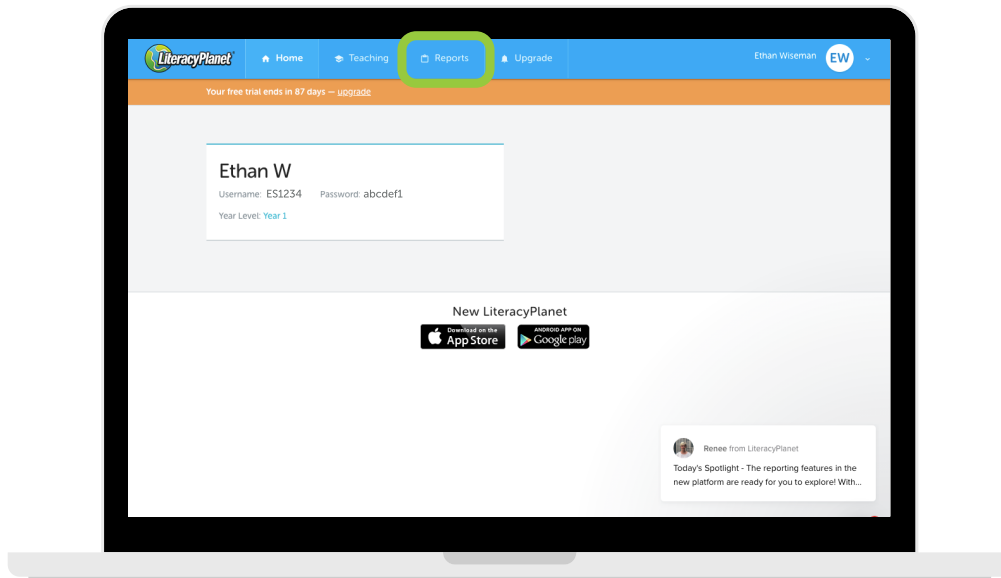 LiteracyPlanet
Home
Teaching
Reports
Upgrade
Ethan Wiseman
EW
Your free trial ends in 87 days — upgrade
Ethan W
Username: ES1234 Password: abcdef1
Year Level: Year 1
New LiteracyPlanet
Download on the
App Store
ANDROID APP ON
Google play
Renee from LiteracyPlanet
Today's Spotlight - The reporting features in the
new platform are ready for you to explore! With...